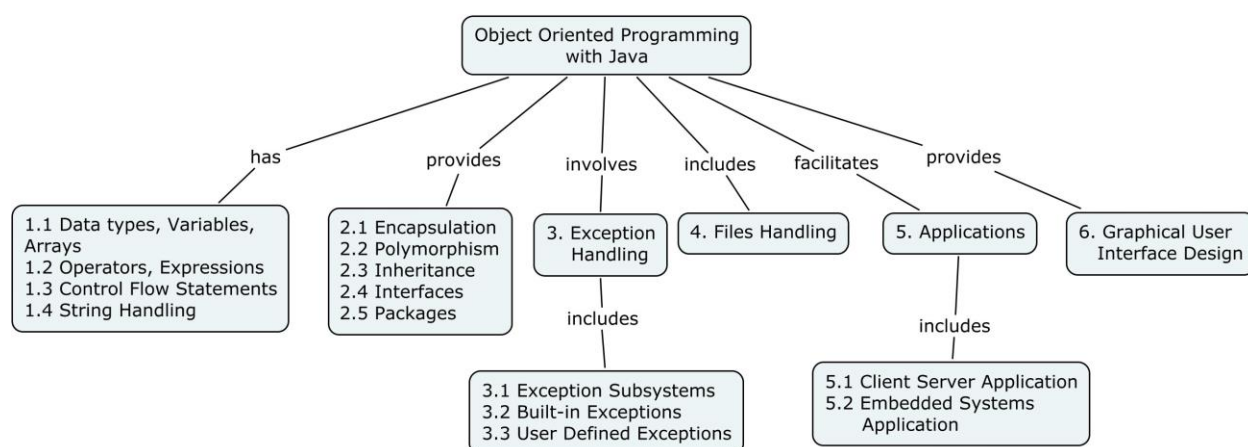 Object Oriented Programming
with Java
has
provides
involves
includes
facilitates
provides
1.1 Data types, Variables,
Arrays
1.2 Operators, Expressions
1.3 Control Flow Statements
1.4 String Handling
2.1 Encapsulation
2.2 Polymorphism
2.3 Inheritance
2.4 Interfaces
2.5 Packages
3. Exception
Handling
4. Files Handling
5. Applications
6. Graphical User
Interface Design
includes
includes
3.1 Exception Subsystems
3.2 Built-in Exceptions
3.3 User Defined Exceptions
5.1 Client Server Application
5.2 Embedded Systems
Application